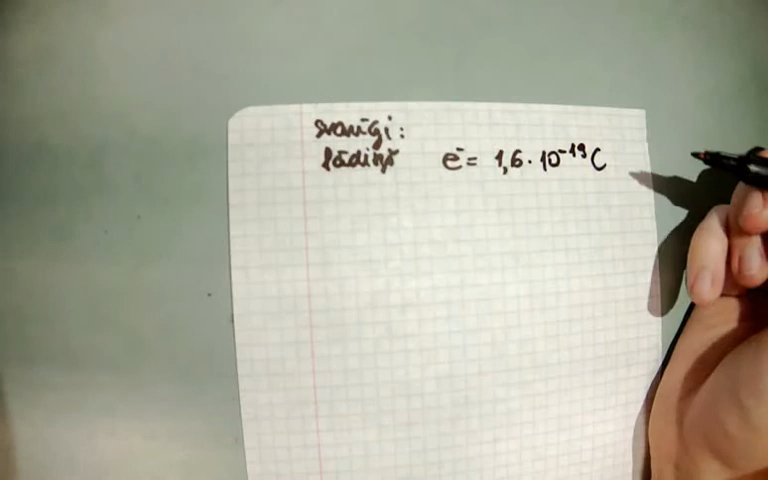 svarīgi:
lādiņš e⁻ = 1,6 · 10⁻¹⁹ C